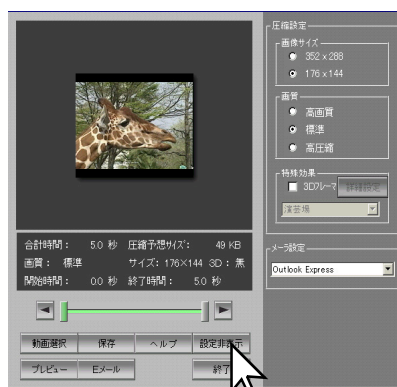 圧縮設定
画像サイズ
352 x 288
176 x 144
画質
高画質
標準
高圧縮
特殊効果
3Dフレーマ 詳細設定
演芸場
合計時間： 5.0 秒 圧縮予想サイズ： 49 KB
画質： 標準 サイズ：176×144 3D：無
開始時間： 0.0 秒 終了時間： 5.0 秒
メーラ設定
Outlook Express
動画選択 保存 ヘルプ 設定非表示
プレビュー Eメール 終了